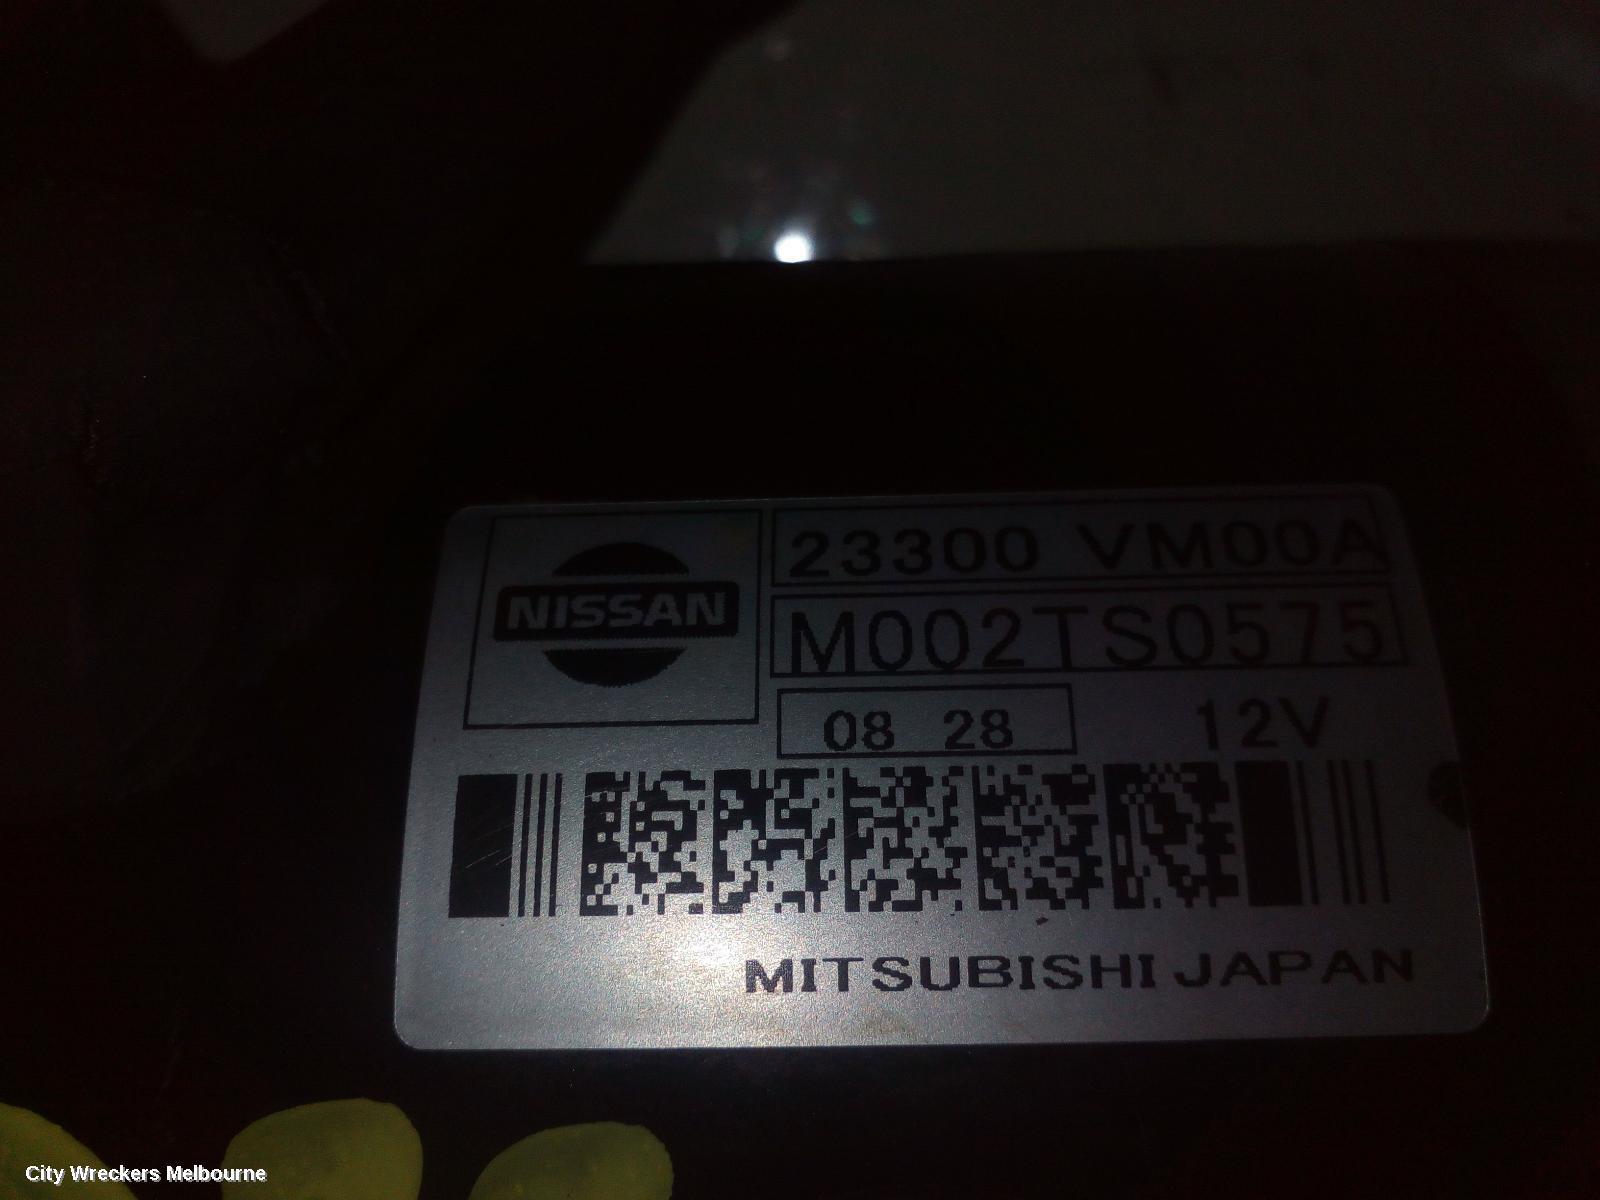 NISSAN
23300 VM00A
M002TS0575
08 28
12V
MITSUBISHI JAPAN
City Wreckers Melbourne